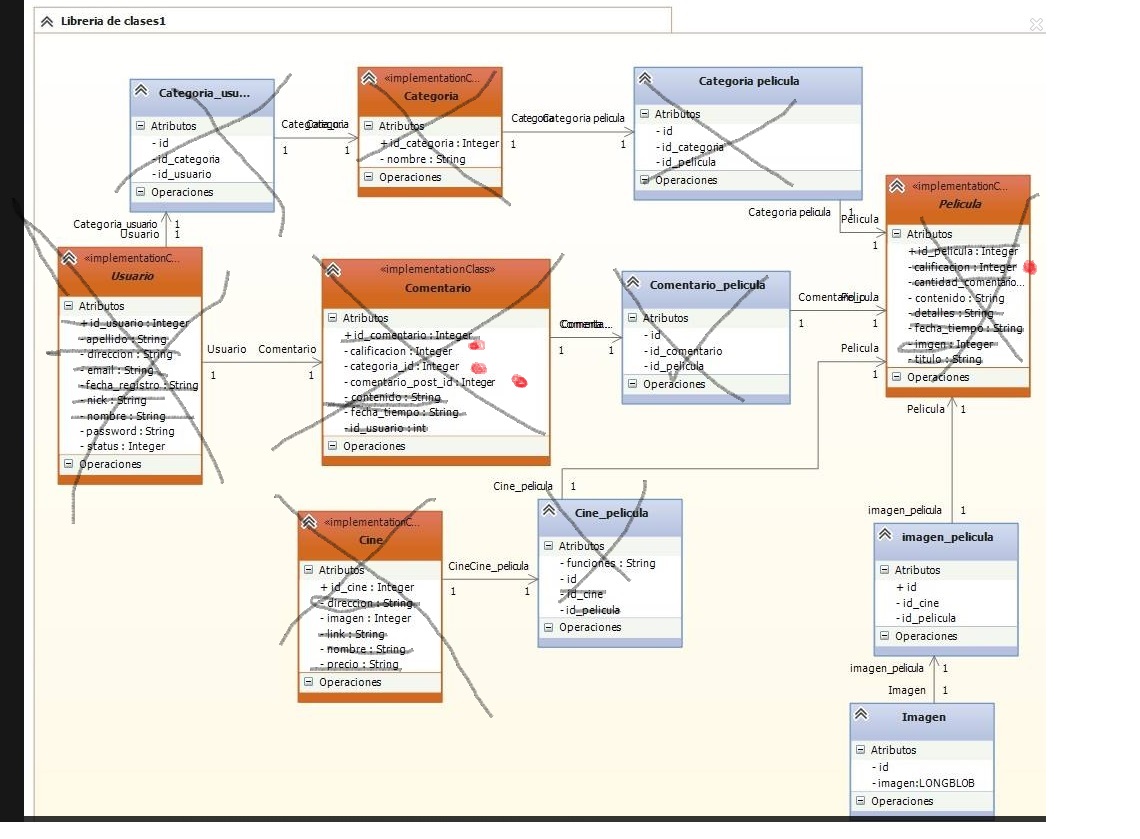 Libreria de clases1
Categoria_usu...
Atributos
- id
- id_categoria
- id_usuario
Operaciones
Categoria
1
1
«implementationC...
Categoria
Atributos
+ id_categoria : Integer
- nombre : String
Operaciones
Categoria pelicula
1
1
Categoria pelicula
Atributos
- id
- id_categoria
- id_pelicula
Operaciones
Categoria pelicula
1
Pelicula
1
«implementationC...
Pelicula
Atributos
+ id_pelicula : Integer
- calificacion : Integer
- cantidad_comentario...
- contenido : String
- detalles : String
- fecha_tiempo : String
- imgen : Integer
- titulo : String
Operaciones
Categoria_usuario
1
Usuario
1
«implementationC...
Usuario
Atributos
+ id_usuario : Integer
- apellido : String
- direccion : String
- email : String
- fecha_registro : String
- nick : String
- nombre : String
- password : String
- status : Integer
Operaciones
Usuario
Comentario
1
1
«implementationClass»
Comentario
Atributos
+ id_comentario : Integer
- calificacion : Integer
- categoria_id : Integer
- comentario_post_id : Integer
- contenido : String
- fecha_tiempo : String
- id_usuario : int
Operaciones
Comenta...
1
1
Comentario_pelicula
Atributos
- id
- id_comentario
- id_pelicula
Operaciones
1
1
Pelicula
1
Cine_pelicula
1
«implementationC...
Cine
Atributos
+ id_cine : Integer
- direccion : String
- imagen : Integer
- link : String
- nombre : String
- precio : String
Operaciones
CineCine_pelicula
1
1
Cine_pelicula
Atributos
- funciones : String
- id
- id_cine
- id_pelicula
Operaciones
Pelicula
1
imagen_pelicula
1
imagen_pelicula
Atributos
+ id
- id_cine
- id_pelicula
Operaciones
imagen_pelicula
1
Imagen
1
Imagen
Atributos
- id
- imagen:LONGBLOB
Operaciones